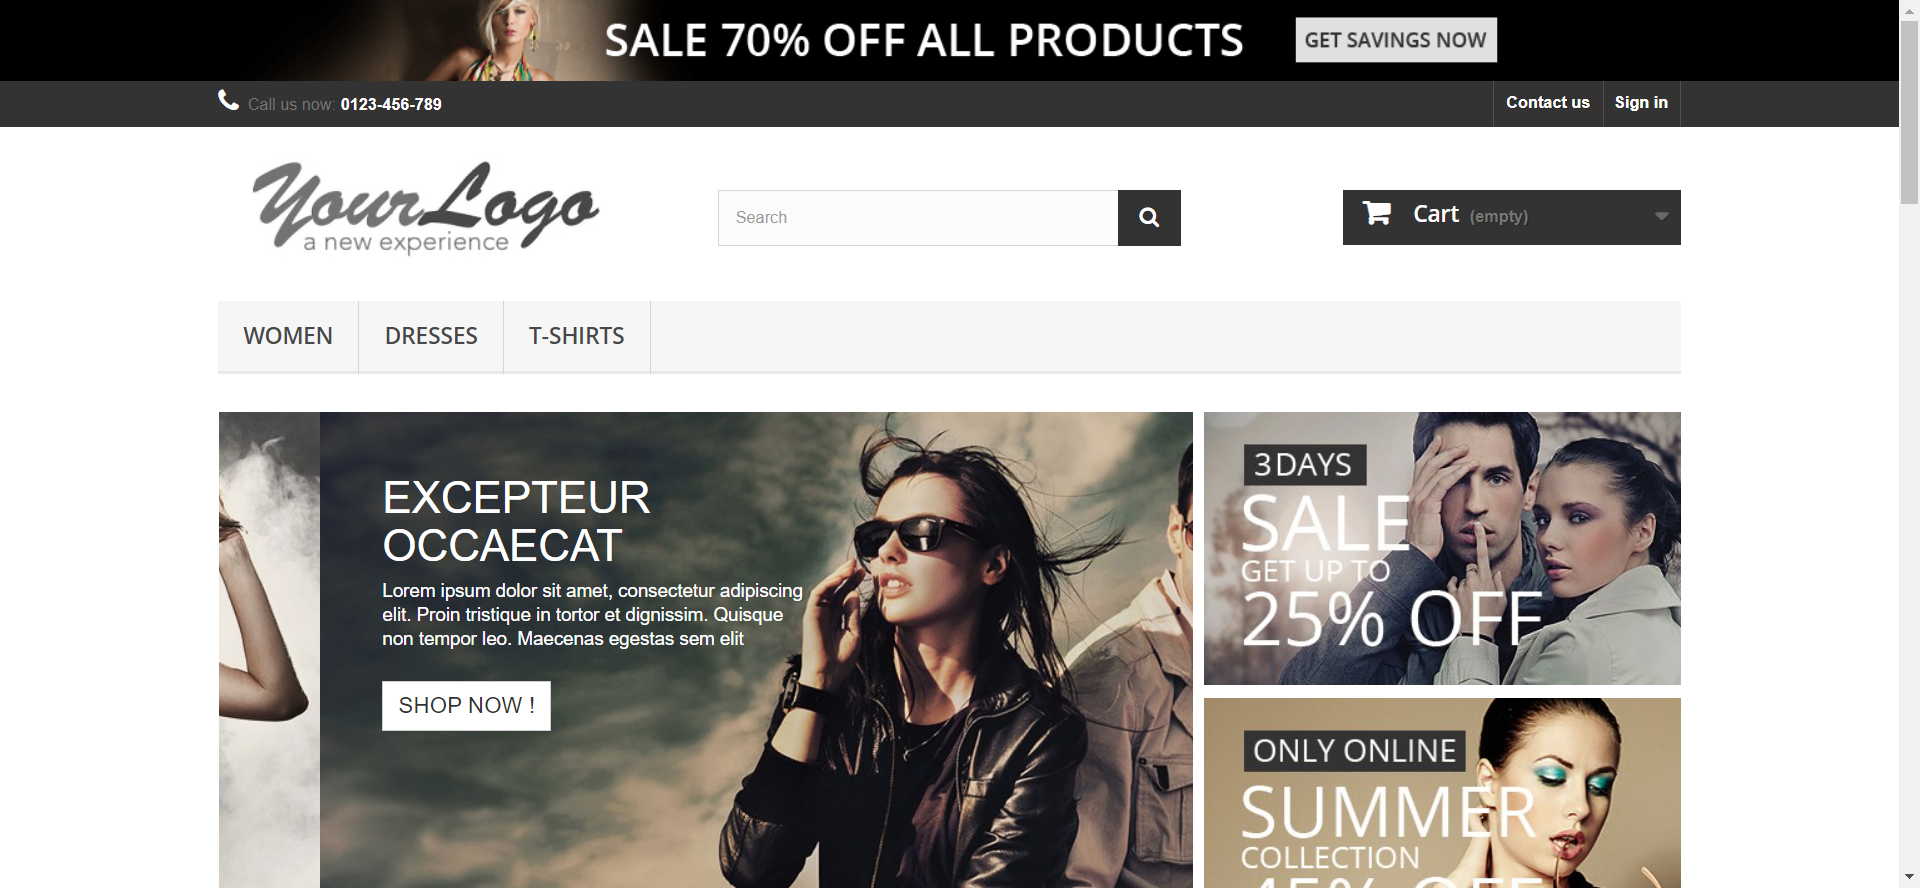 SALE 70% OFF ALL PRODUCTS GET SAVINGS NOW
Call us now: 0123-456-789 Contact us Sign in
YourLogo
a new experience
Search
Cart (empty)
WOMEN DRESSES T-SHIRTS
EXCEPTEUR
OCCAECAT
Lorem ipsum dolor sit amet, consectetur adipiscing
elit. Proin tristique in tortor et dignissim. Quisque
non tempor leo. Maecenas egestas sem elit
SHOP NOW !
3 DAYS
SALE
GET UP TO
25% OFF
ONLY ONLINE
SUMMER
COLLECTION
45% OFF